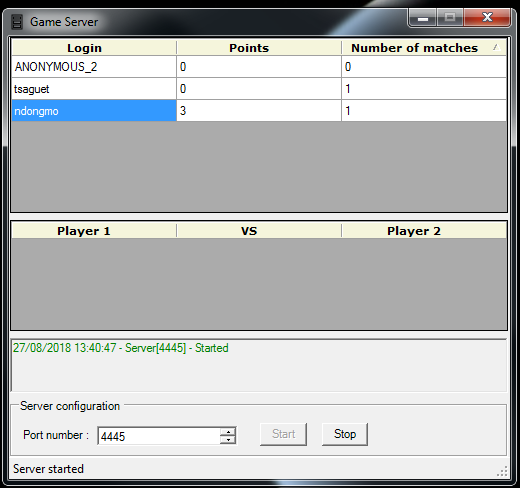 Game Server
Login Points Number of matches
ANONYMOUS_2 0 0
tsaguet 0 1
ndongmo 3 1
Player 1 VS Player 2
27/08/2018 13:40:47 - Server[4445] - Started
Server configuration
Port number : 4445 Start Stop
Server started